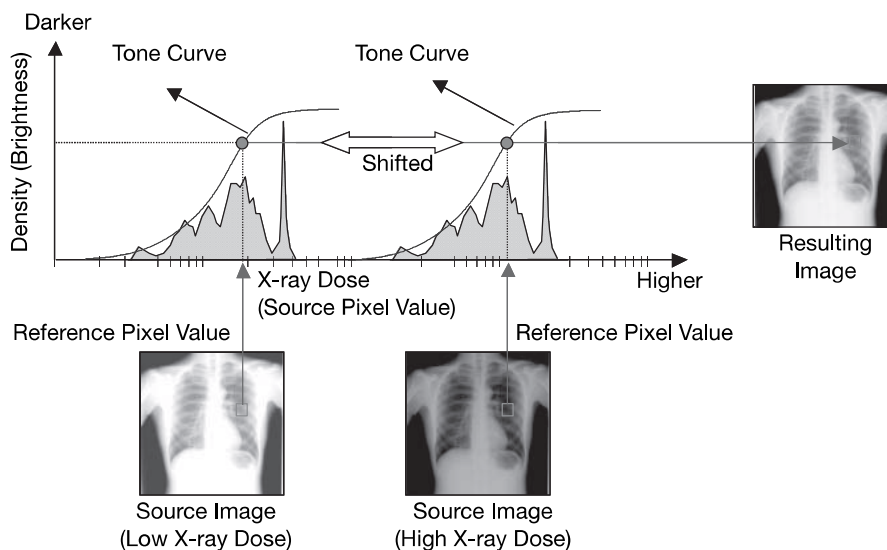 Darker
Tone Curve
Tone Curve
Density (Brightness)
Shifted
X-ray Dose
(Source Pixel Value)
Higher
Resulting
Image
Reference Pixel Value
Reference Pixel Value
Source Image
(Low X-ray Dose)
Source Image
(High X-ray Dose)